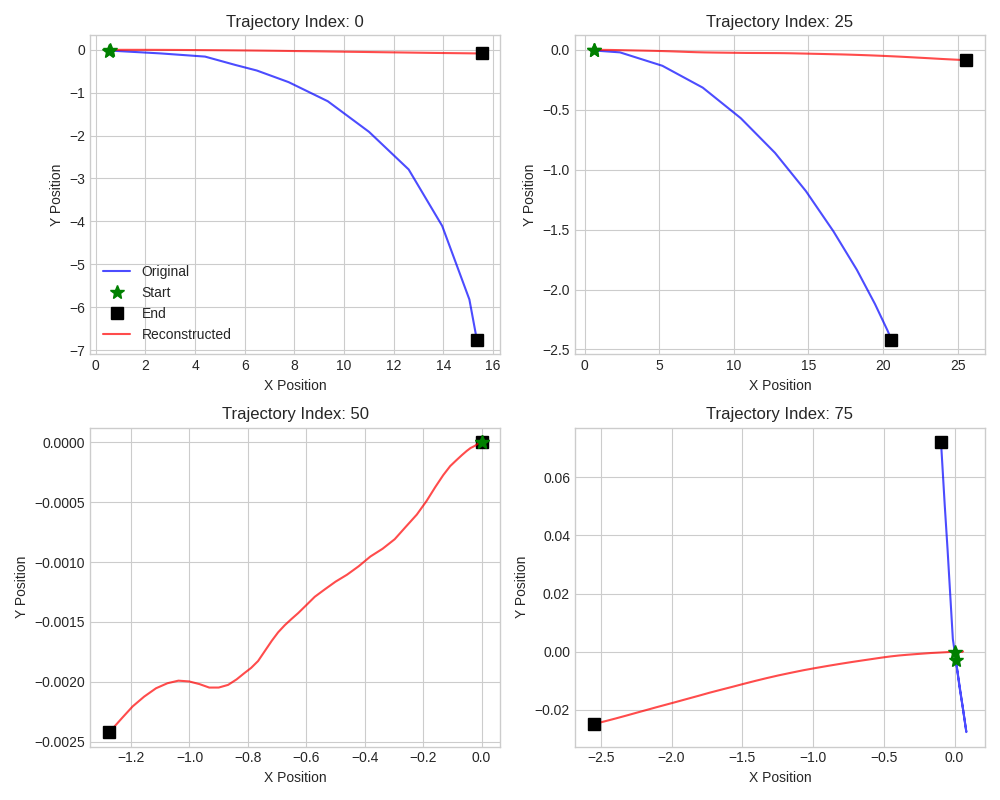 Trajectory Index: 0
0
−1
−2
−3
−4
−5
−6
−7
Y Position
Original
Start
End
Reconstructed
0 2 4 6 8 10 12 14 16
X Position
Trajectory Index: 25
0.0
−0.5
−1.0
−1.5
−2.0
−2.5
Y Position
0 5 10 15 20 25
X Position
Trajectory Index: 50
0.0000
−0.0005
−0.0010
−0.0015
−0.0020
−0.0025
Y Position
−1.2 −1.0 −0.8 −0.6 −0.4 −0.2 0.0
X Position
Trajectory Index: 75
0.06
0.04
0.02
0.00
−0.02
Y Position
−2.5 −2.0 −1.5 −1.0 −0.5 0.0
X Position